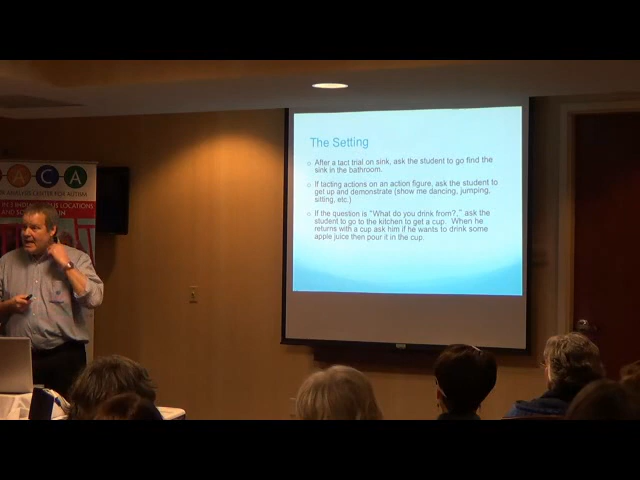 The Setting
After a tact trial on sink, ask the student to go find the
sink in the bathroom.
If tacting actions on an action figure, ask the student to
get up and demonstrate (show me dancing, jumping,
sitting, etc.)
If the question is "What do you drink from?," ask the
student to go to the kitchen to get a cup. When he
returns with a cup ask him if he wants to drink some
apple juice then pour it in the cup.
A C A
ANALYSIS CENTER FOR AUTISM
LOCATIONS